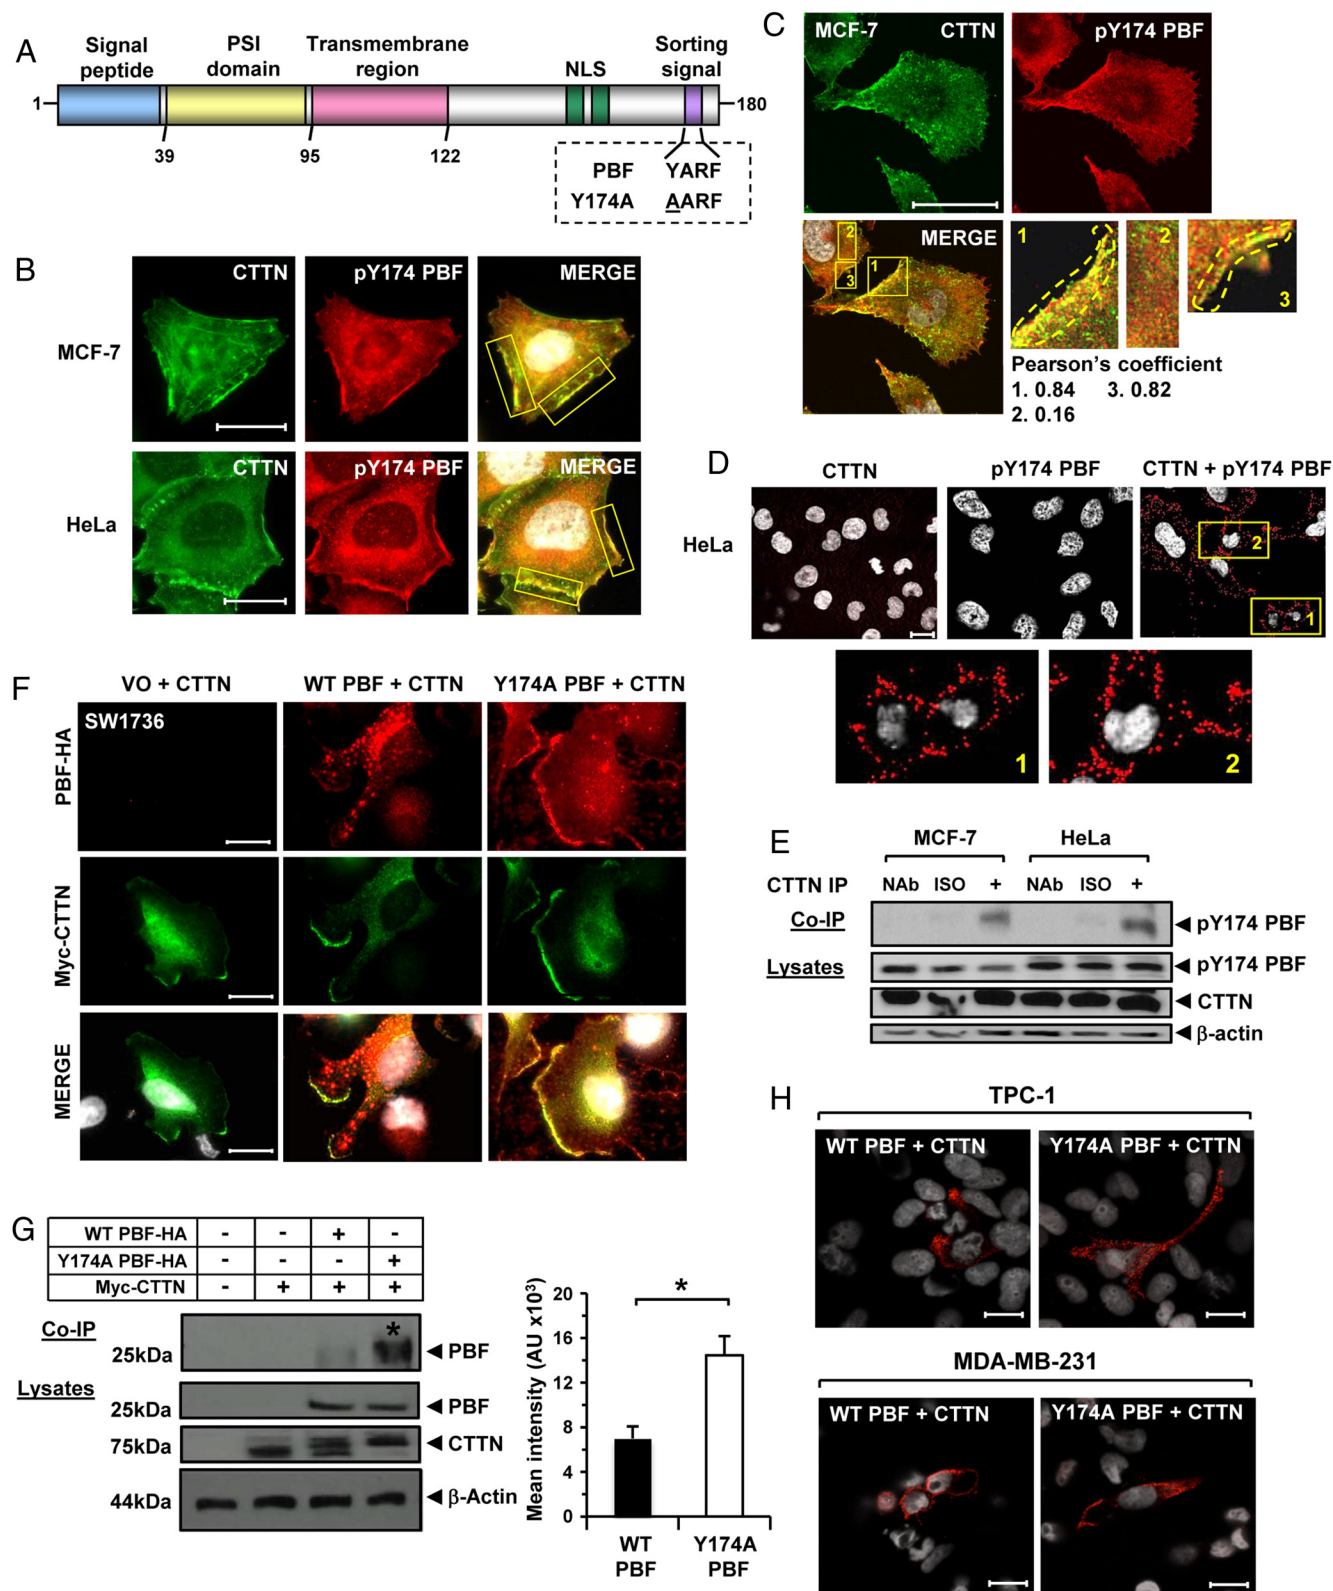 A
Signal peptide
PSI domain
Transmembrane region
NLS
Sorting signal
1
180
39
95
122
PBF YARF
Y174A AARF
B
CTTN
pY174 PBF
MERGE
MCF-7
CTTN
pY174 PBF
MERGE
HeLa
C
MCF-7 CTTN
pY174 PBF
MERGE
1
2
3
1
2
3
Pearson's coefficient
1. 0.84 3. 0.82
2. 0.16
D
CTTN
pY174 PBF
CTTN + pY174 PBF
HeLa
2
1
1
2
E
MCF-7
HeLa
CTTN IP NAb ISO + NAb ISO +
Co-IP
pY174 PBF
Lysates
pY174 PBF
CTTN
β-actin
F
VO + CTTN
WT PBF + CTTN
Y174A PBF + CTTN
SW1736
PBF-HA
Myc-CTTN
MERGE
G
WT PBF-HA - - + -
Y174A PBF-HA - - - +
Myc-CTTN - + + +
Co-IP
*
25kDa PBF
Lysates
25kDa PBF
75kDa CTTN
44kDa β-Actin
Mean intensity (AU x10³)
20
16
12
8
4
0
*
WT PBF
Y174A PBF
H
TPC-1
WT PBF + CTTN
Y174A PBF + CTTN
MDA-MB-231
WT PBF + CTTN
Y174A PBF + CTTN